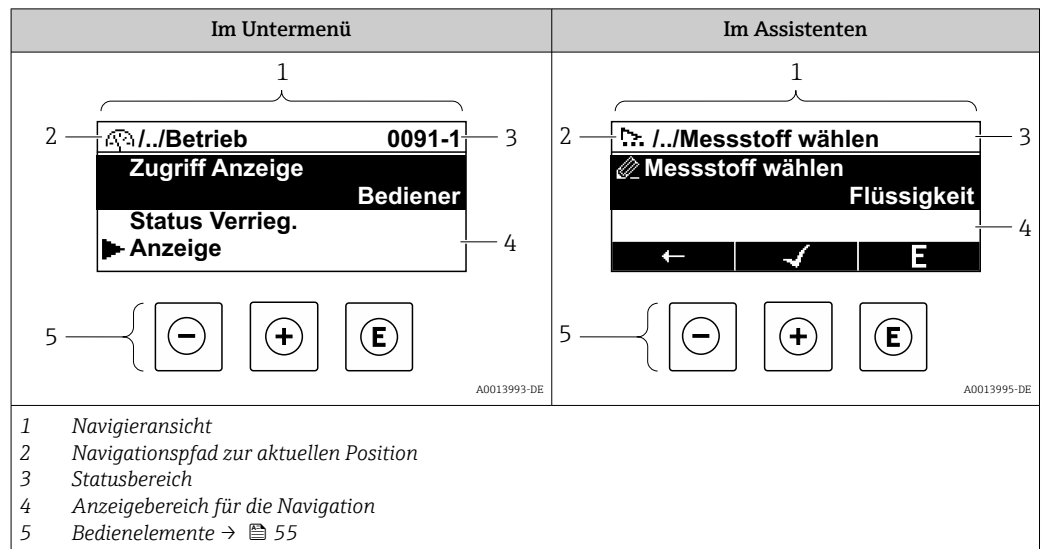 Im Untermenü
Im Assistenten
1
2
/../Betrieb 0091-1
3
Zugriff Anzeige
Bediener
Status Verrieg.
Anzeige
4
5
- + E
A0013993-DE
1
2
/../Messstoff wählen
3
Messstoff wählen
Flüssigkeit
4
← ✓ E
5
- + E
A0013995-DE
1 Navigieransicht
2 Navigationspfad zur aktuellen Position
3 Statusbereich
4 Anzeigebereich für die Navigation
5 Bedienelemente → 55